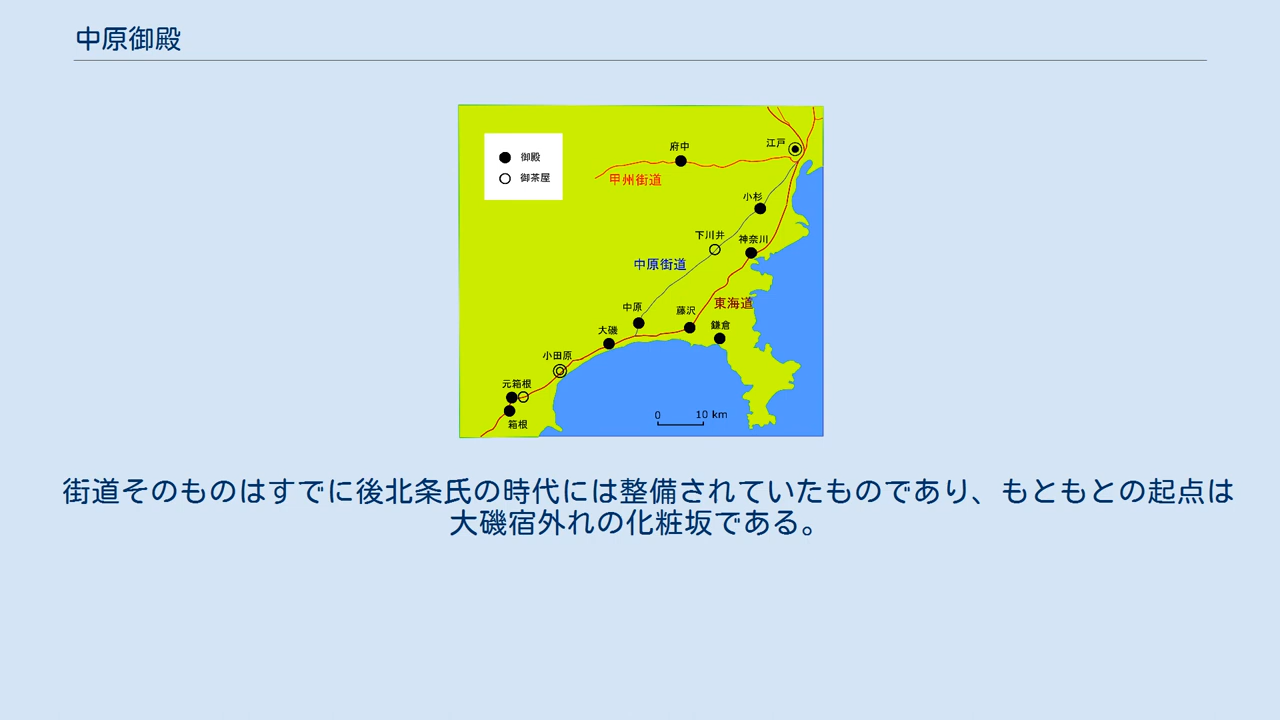 中原御殿
御殿
御茶屋
府中
江戸
甲州街道
小杉
下川井
神奈川
中原街道
中原
藤沢
東海道
大磯
鎌倉
小田原
元箱根
箱根
0 10 km
街道そのものはすでに後北条氏の時代には整備されていたものであり、もともとの起点は
大磯宿外れの化粧坂である。